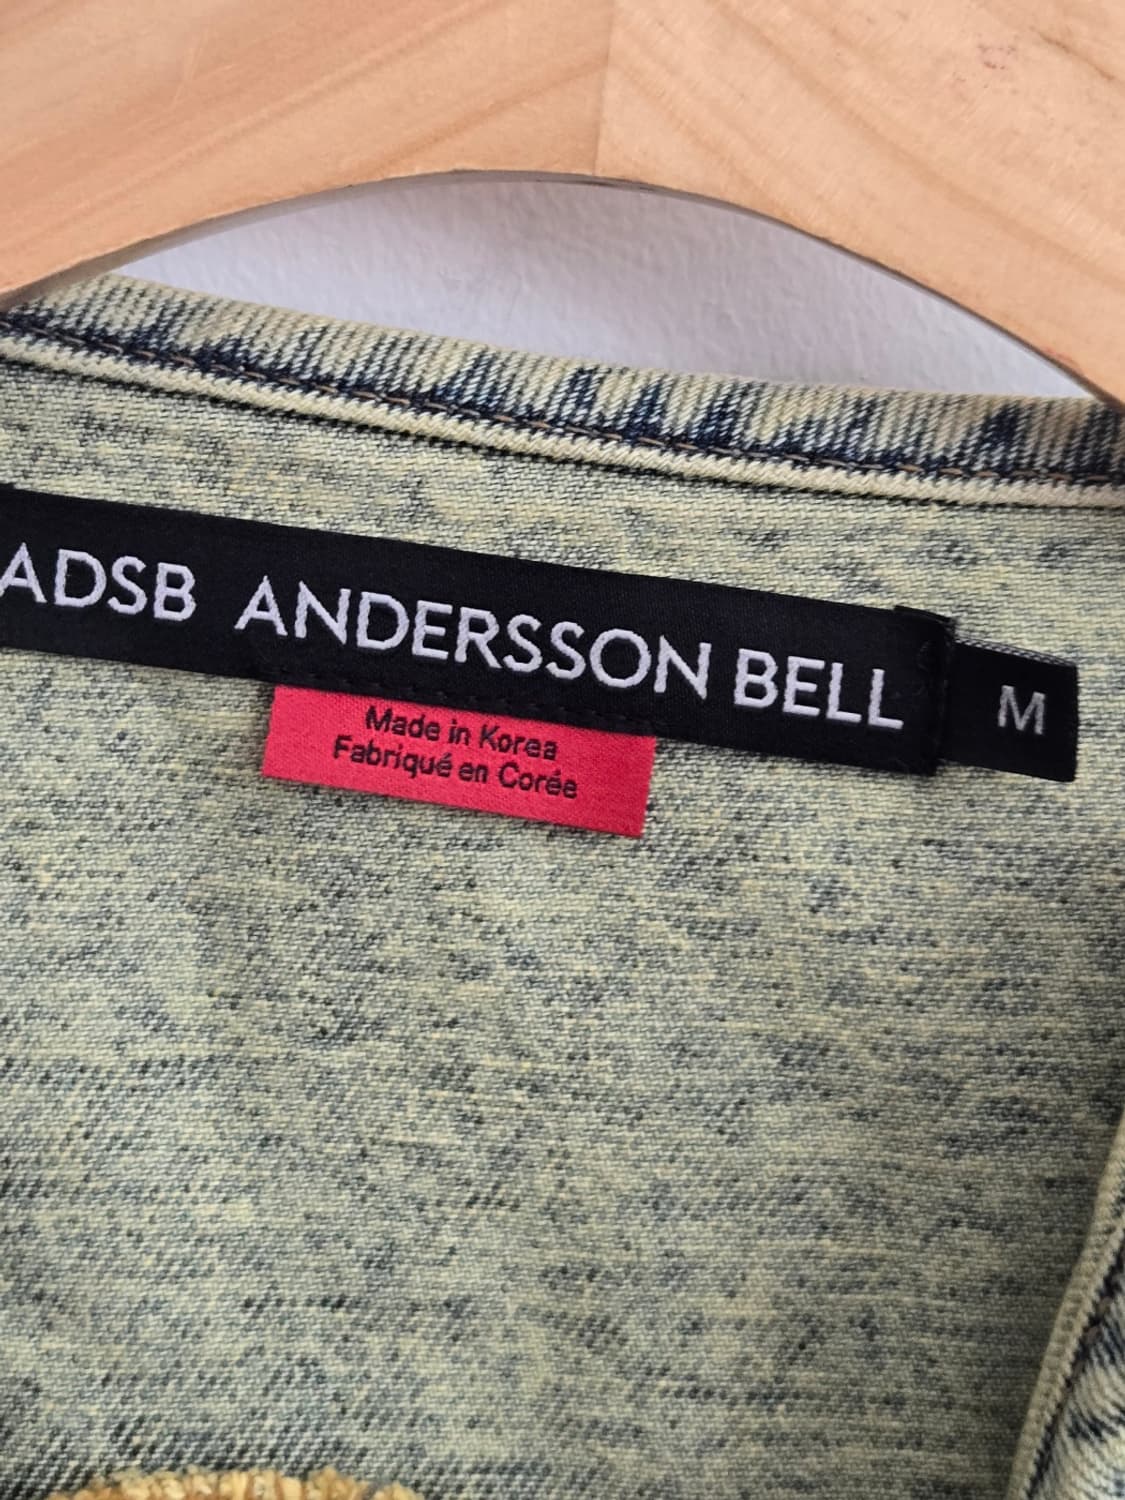 ADSB ANDERSSON BELL
M
Made in Korea
Fabriqué en Corée